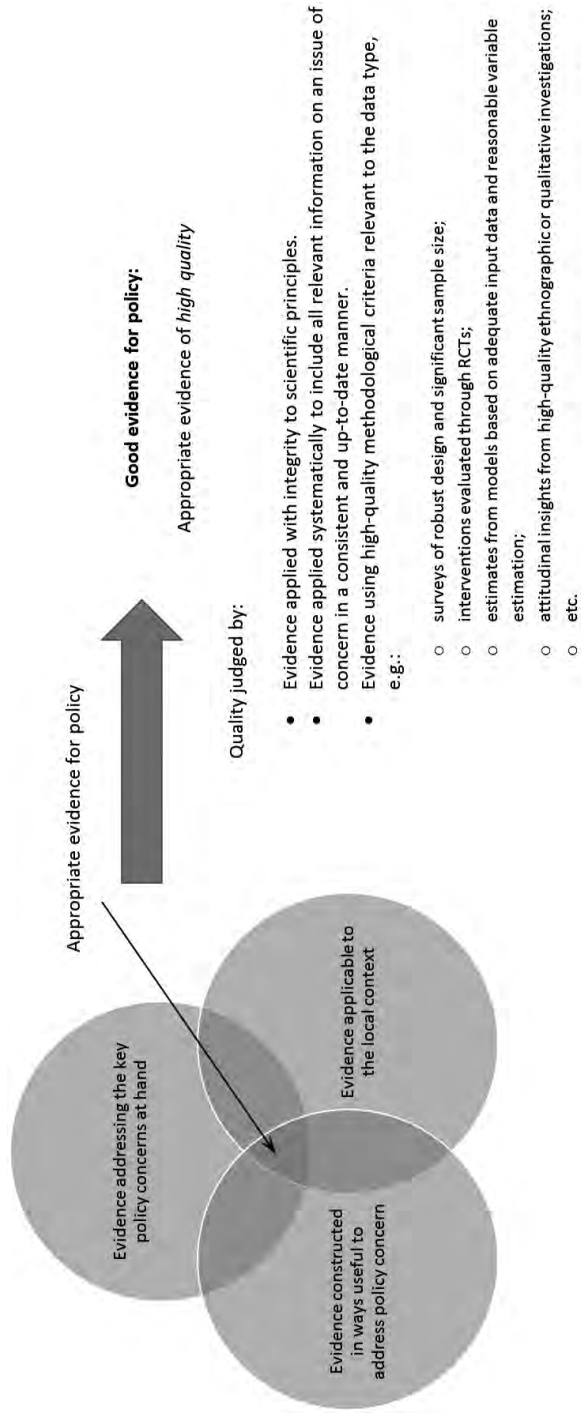 Evidence addressing the key
policy concerns at hand
Evidence constructed
in ways useful to
address policy concern
Evidence applicable to
the local context
Appropriate evidence for policy
Good evidence for policy:
Appropriate evidence of high quality
Quality judged by:
● Evidence applied with integrity to scientific principles.
● Evidence applied systematically to include all relevant information on an issue of
concern in a consistent and up-to-date manner.
● Evidence using high-quality methodological criteria relevant to the data type,
e.g.:
○ surveys of robust design and significant sample size;
○ interventions evaluated through RCTs;
○ estimates from models based on adequate input data and reasonable variable
estimation;
○ attitudinal insights from high-quality ethnographic or qualitative investigations;
○ etc.